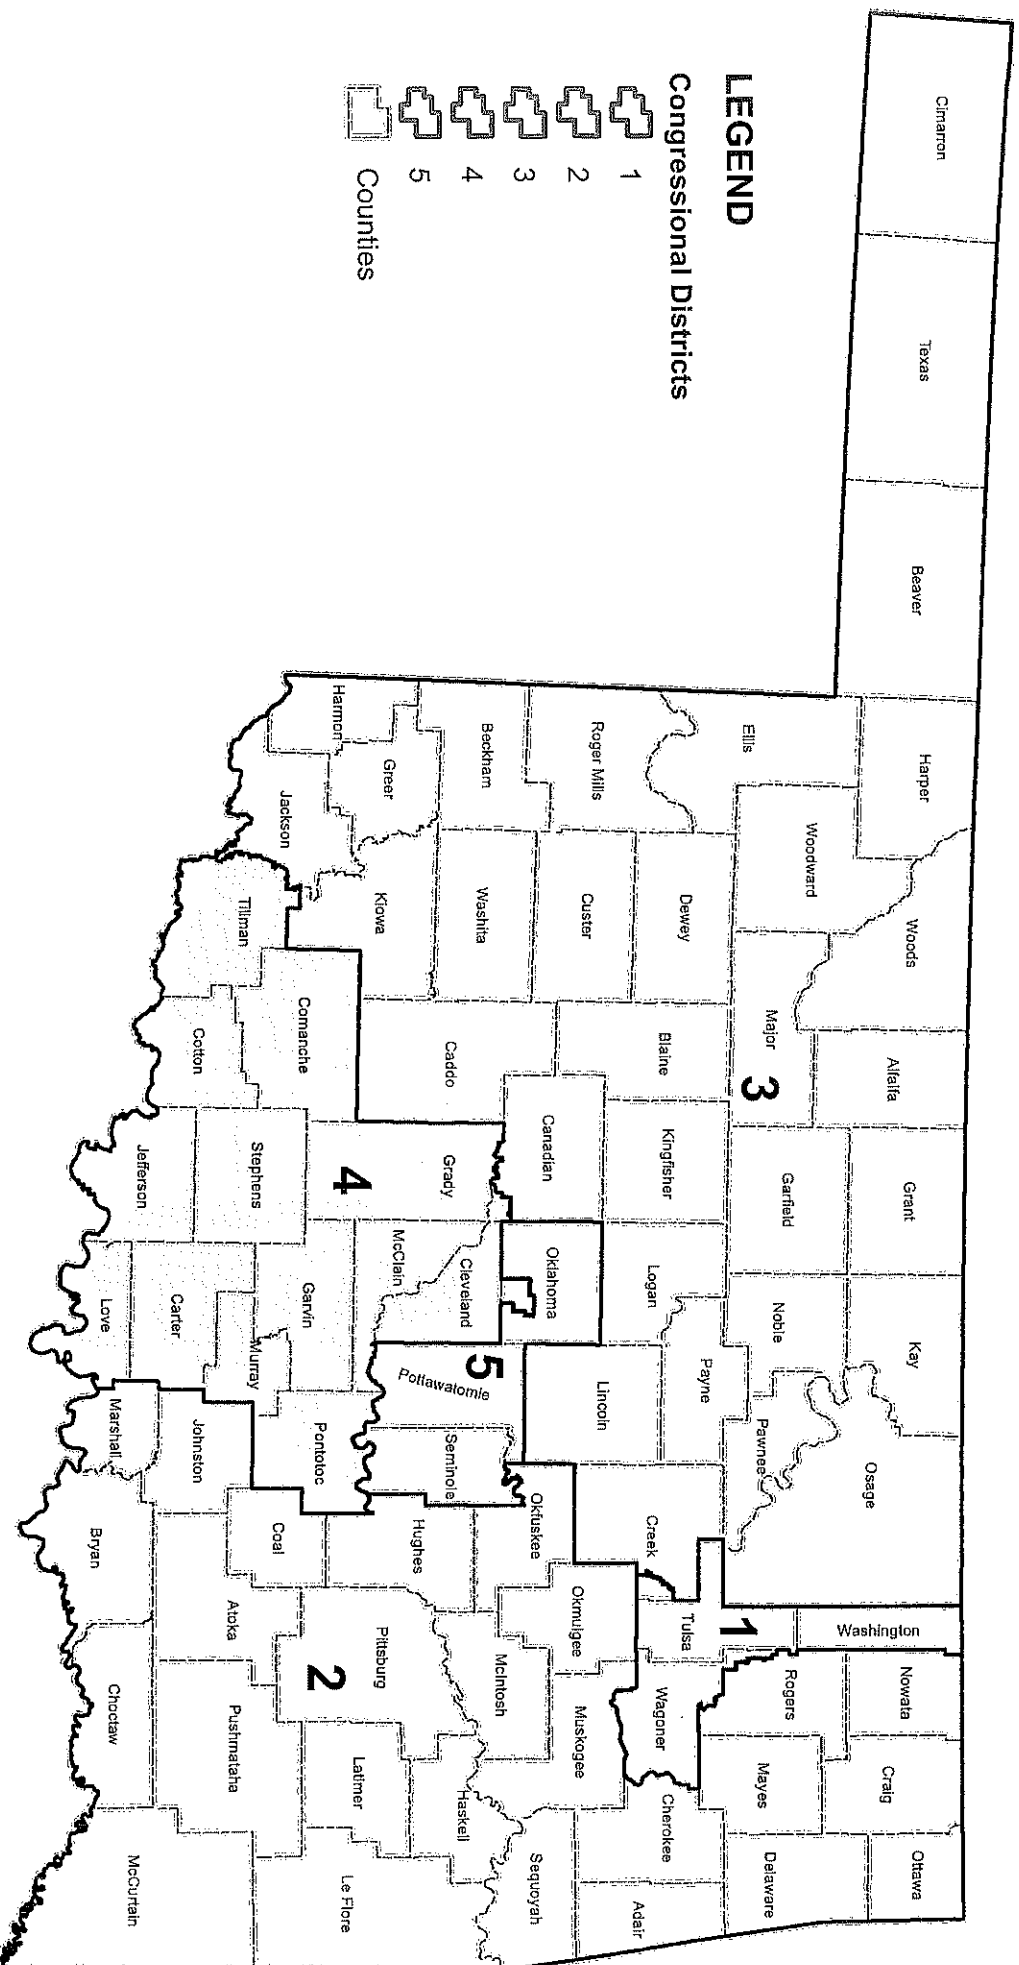 LEGEND
Congressional Districts
1
2
3
4
5
Counties
Cimarron
Texas
Beaver
Harper
Woods
Alfalfa
Grant
Kay
Osage
Washington
Nowata
Craig
Ottawa
Ellis
Woodward
Major
3
Garfield
Noble
Pawnee
1
Rogers
Mayes
Delaware
Roger Mills
Dewey
Blaine
Kingfisher
Logan
Payne
Creek
Tulsa
Wagoner
Cherokee
Adair
Custer
Canadian
Oklahoma
Lincoln
Okfuskee
Okmulgee
Muskogee
Sequoyah
Beckham
Washita
Caddo
Grady
Cleveland
5
Pottawatomie
Seminole
Hughes
McIntosh
Haskell
Harmon
Greer
Kiowa
McClain
Jackson
Comanche
4
Garvin
Pontotoc
Coal
Pittsburg
2
Latimer
Le Flore
Tillman
Cotton
Stephens
Murray
Carter
Johnston
Atoka
Pushmataha
McCurtain
Jefferson
Love
Marshall
Bryan
Choctaw